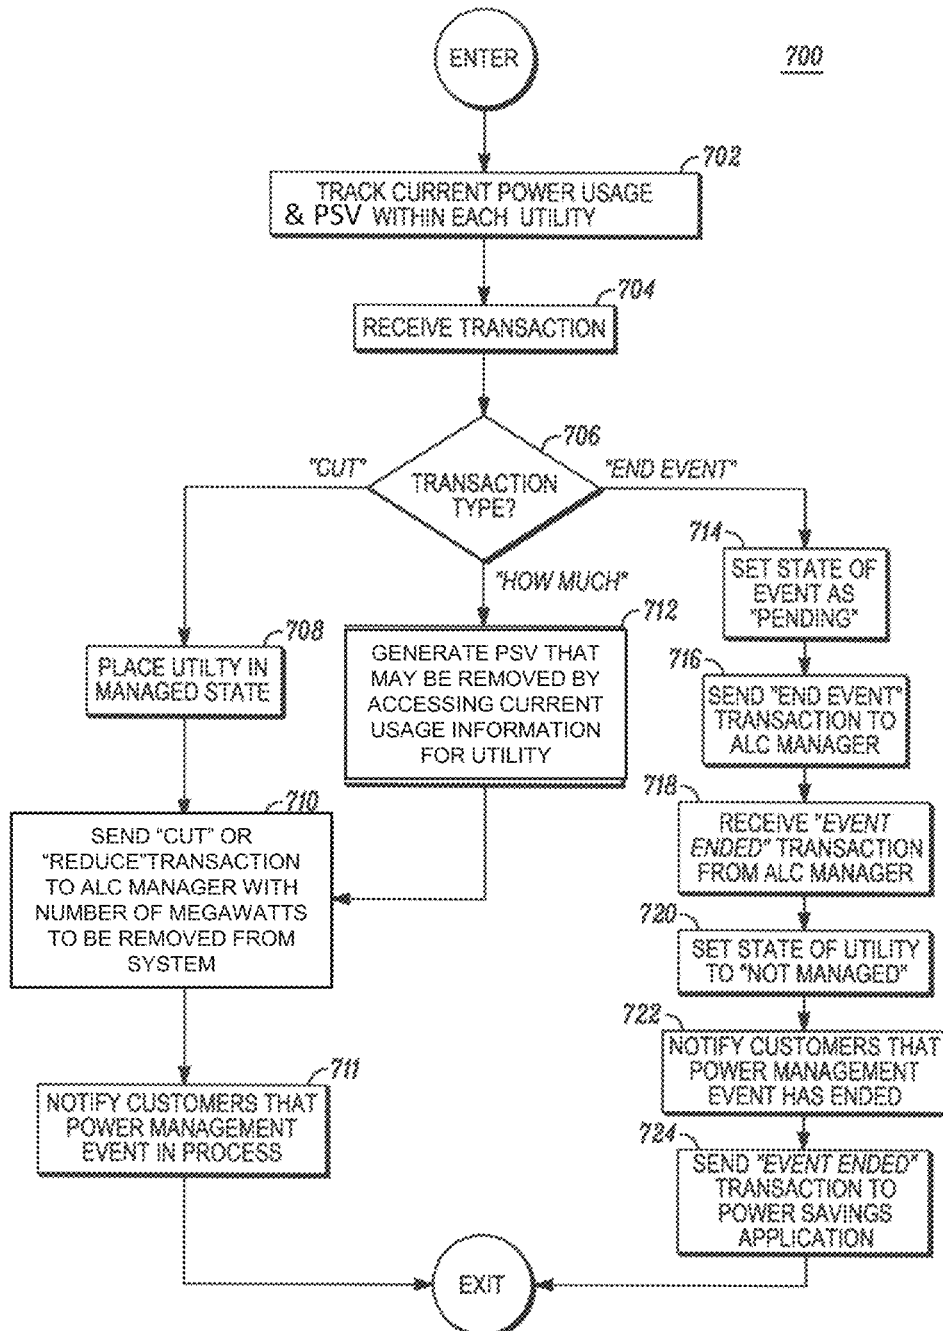 ENTER
700
702
TRACK CURRENT POWER USAGE
& PSV WITHIN EACH UTILITY
704
RECEIVE TRANSACTION
706
"CUT"
TRANSACTION
TYPE?
"END EVENT"
"HOW MUCH"
708
PLACE UTILTY IN
MANAGED STATE
712
GENERATE PSV THAT
MAY BE REMOVED BY
ACCESSING CURRENT
USAGE INFORMATION
FOR UTILITY
710
SEND "CUT" OR
"REDUCE"TRANSACTION
TO ALC MANAGER WITH
NUMBER OF MEGAWATTS
TO BE REMOVED FROM
SYSTEM
711
NOTIFY CUSTOMERS THAT
POWER MANAGEMENT
EVENT IN PROCESS
714
SET STATE OF
EVENT AS
"PENDING"
716
SEND "END EVENT"
TRANSACTION TO
ALC MANAGER
718
RECEIVE "EVENT
ENDED" TRANSACTION
FROM ALC MANAGER
720
SET STATE OF UTILITY
TO "NOT MANAGED"
722
NOTIFY CUSTOMERS THAT
POWER MANAGEMENT
EVENT HAS ENDED
724
SEND "EVENT ENDED"
TRANSACTION TO
POWER SAVINGS
APPLICATION
EXIT